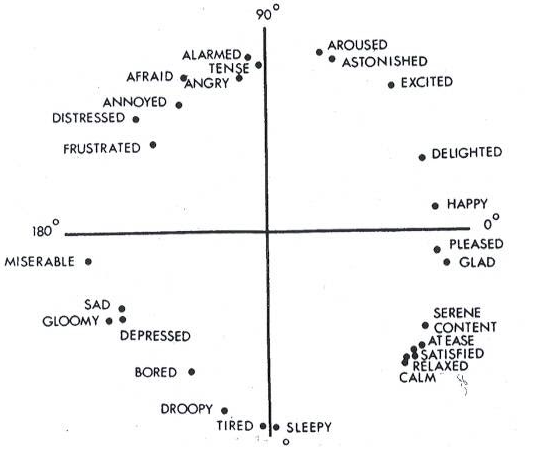 90°
AROUSED
ALARMED
ASTONISHED
TENSE
AFRAID
ANGRY
EXCITED
ANNOYED
DISTRESSED
FRUSTRATED
DELIGHTED
HAPPY
180°
0°
PLEASED
MISERABLE
GLAD
SAD
SERENE
GLOOMY
CONTENT
DEPRESSED
AT EASE
SATISFIED
RELAXED
BORED
CALM
DROOPY
TIRED
SLEEPY